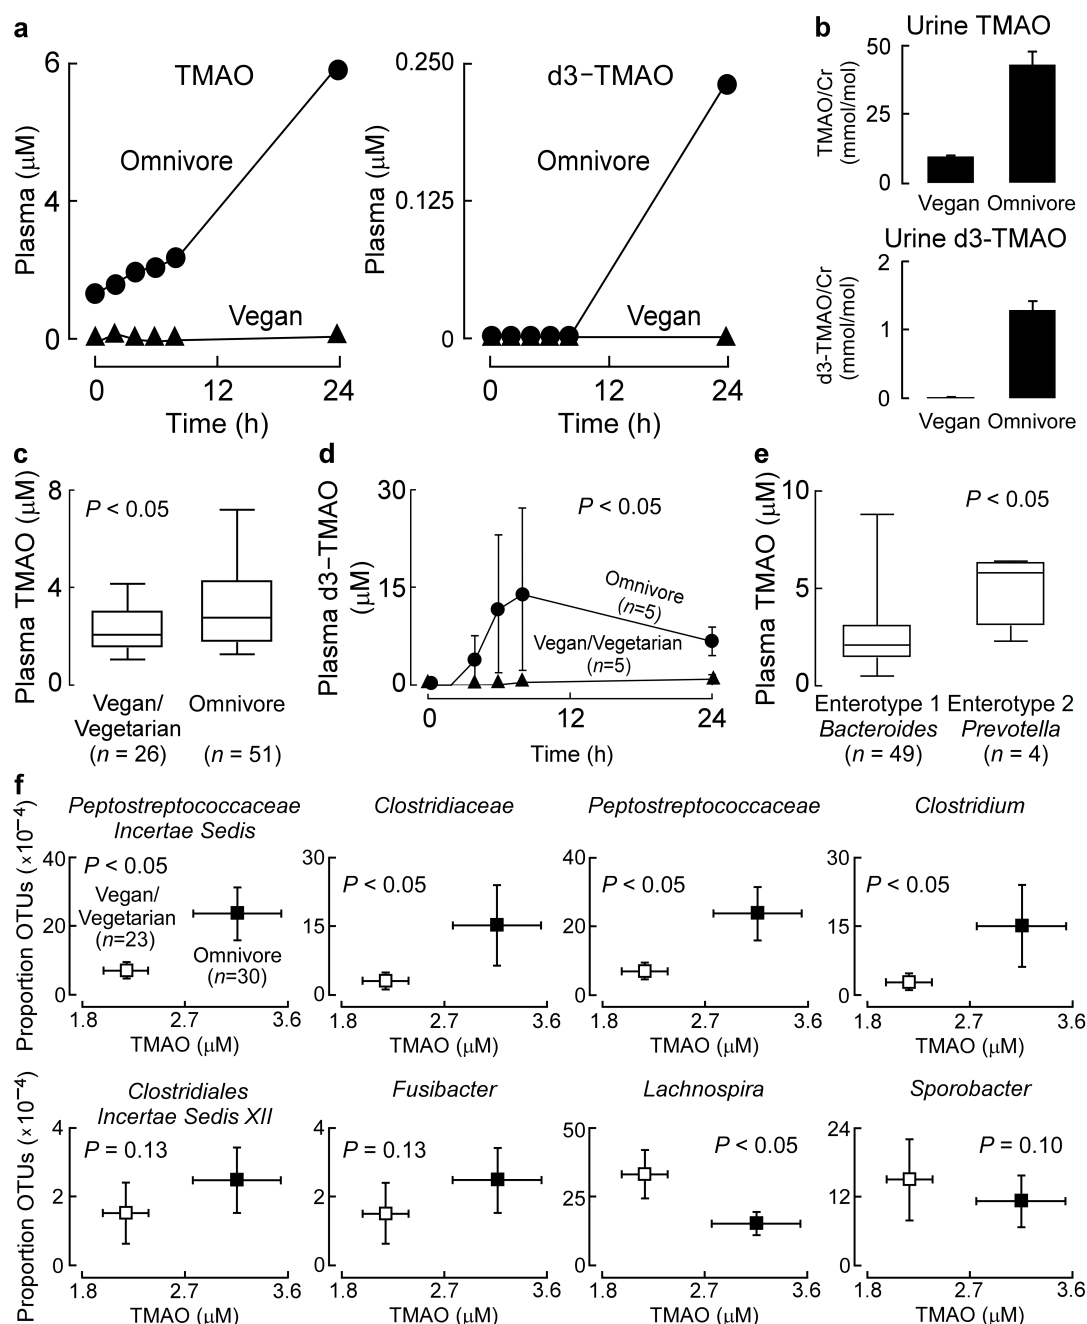 a
TMAO
6
4
0
Plasma (μM)
Omnivore
Vegan
0 12 24
Time (h)
d3−TMAO
0.250
0.125
0
Plasma (μM)
Omnivore
Vegan
0 12 24
Time (h)
b
Urine TMAO
50
25
0
TMAO/Cr
(mmol/mol)
Vegan Omnivore
Urine d3-TMAO
2
1
0
d3-TMAO/Cr
(mmol/mol)
Vegan Omnivore
c
8
4
0
Plasma TMAO (μM)
P < 0.05
Vegan/
Vegetarian
(n = 26)
Omnivore
(n = 51)
d
30
15
0
Plasma d3−TMAO
(μM)
P < 0.05
Omnivore
(n=5)
Vegan/Vegetarian
(n=5)
0 12 24
Time (h)
e
10
5
0
Plasma TMAO (μM)
P < 0.05
Enterotype 1
Bacteroides
(n = 49)
Enterotype 2
Prevotella
(n = 4)
f
Proportion OTUs (×10−4)
Peptostreptococcaceae
Incertae Sedis
P < 0.05
40
20
0
Vegan/
Vegetarian
(n=23)
Omnivore
(n=30)
1.8 2.7 3.6
TMAO (μM)
Clostridiaceae
P < 0.05
30
15
0
1.8 2.7 3.6
TMAO (μM)
Peptostreptococcaceae
P < 0.05
40
20
0
1.8 2.7 3.6
TMAO (μM)
Clostridium
P < 0.05
30
15
0
1.8 2.7 3.6
TMAO (μM)
Proportion OTUs (×10−4)
Clostridiales
Incertae Sedis XII
P = 0.13
4
2
0
1.8 2.7 3.6
TMAO (μM)
Fusibacter
P = 0.13
4
2
0
1.8 2.7 3.6
TMAO (μM)
Lachnospira
P < 0.05
50
25
0
1.8 2.7 3.6
TMAO (μM)
Sporobacter
P = 0.10
24
12
0
1.8 2.7 3.6
TMAO (μM)